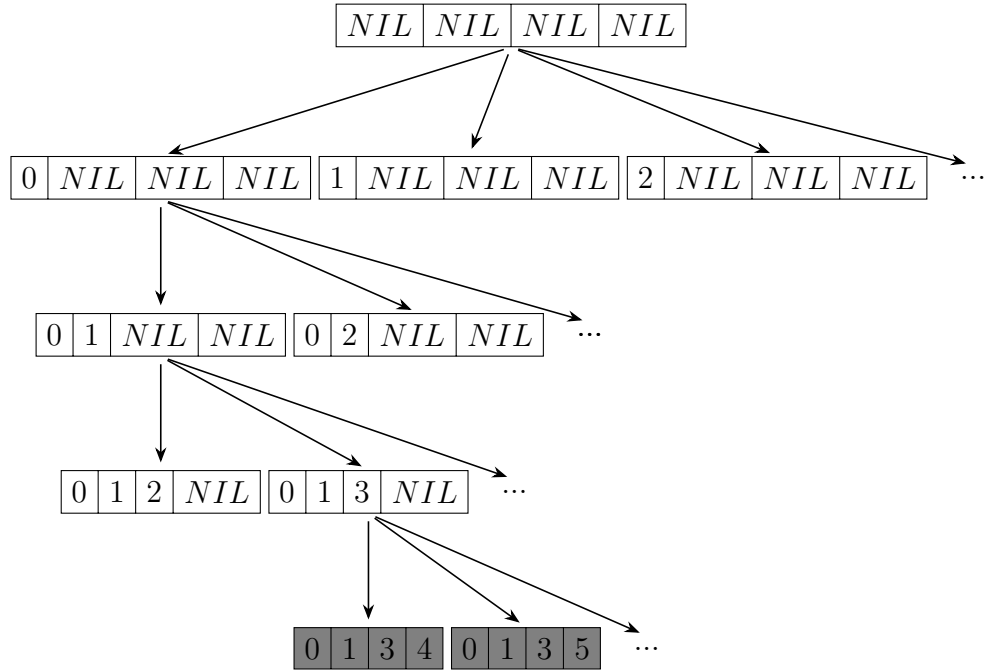 NIL NIL NIL NIL
0 NIL NIL NIL 1 NIL NIL NIL 2 NIL NIL NIL ...
0 1 NIL NIL 0 2 NIL NIL ...
0 1 2 NIL 0 1 3 NIL ...
0 1 3 4 0 1 3 5 ...